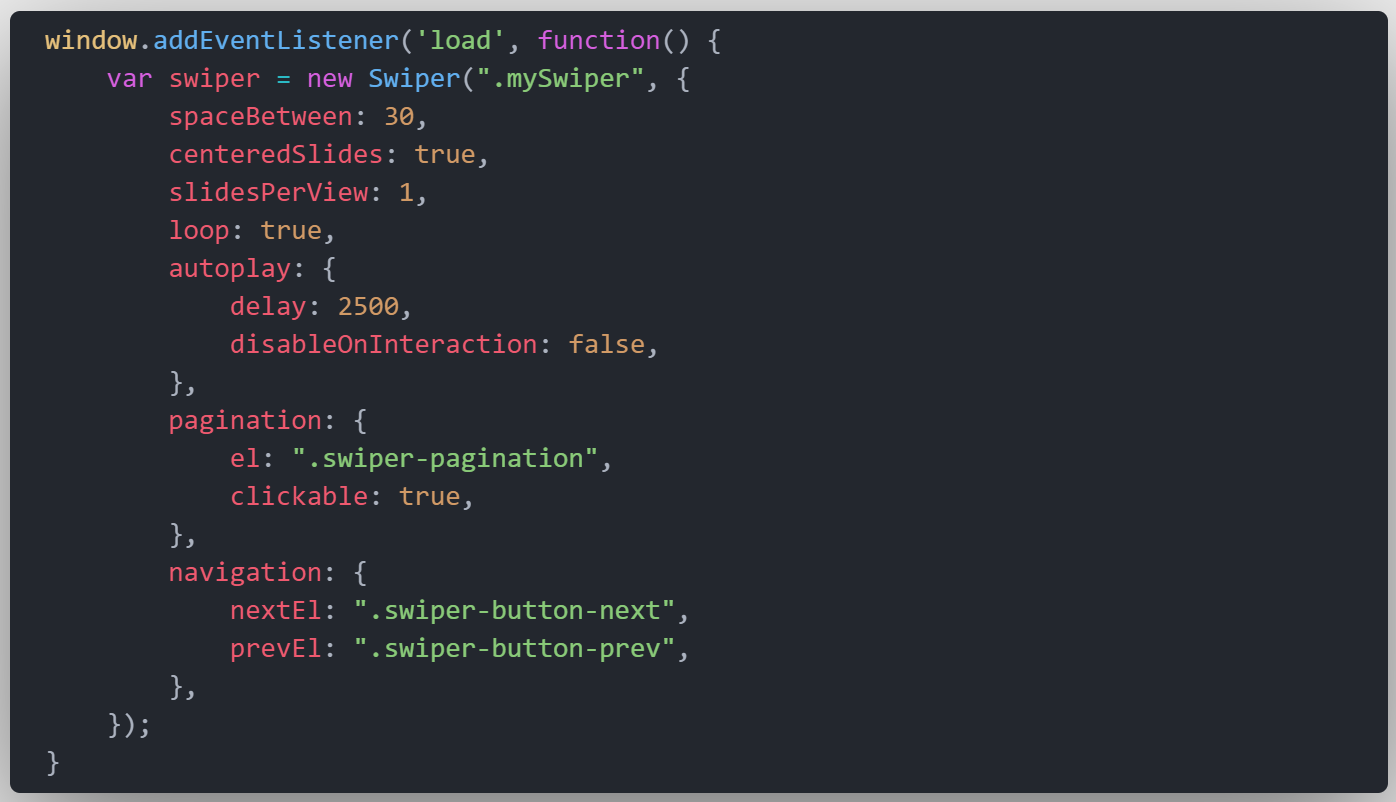 window.addEventListener('load', function() {
    var swiper = new Swiper(".mySwiper", {
        spaceBetween: 30,
        centeredSlides: true,
        slidesPerView: 1,
        loop: true,
        autoplay: {
            delay: 2500,
            disableOnInteraction: false,
        },
        pagination: {
            el: ".swiper-pagination",
            clickable: true,
        },
        navigation: {
            nextEl: ".swiper-button-next",
            prevEl: ".swiper-button-prev",
        },
    });
}